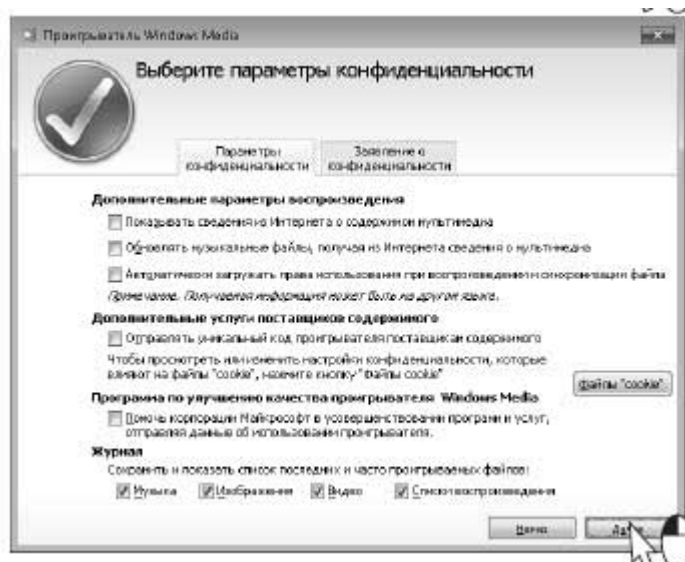 Проигрыватель Windows Media
Выберите параметры конфиденциальности
Параметры конфиденциальности
Заявление о конфиденциальности
Дополнительные параметры воспроизведения
Показывать сведения из Интернета о содержимом мультимедиа
Обновлять музыкальные файлы, получая из Интернета сведения о мультимедиа
Автоматически загружать права использования при воспроизведении и синхронизации файла
Примечание. Получаемая информация может быть на другом языке.
Дополнительные услуги поставщиков содержимого
Отправлять уникальный код проигрывателя поставщикам содержимого
Чтобы просмотреть или изменить настройки конфиденциальности, которые
влияют на файлы "cookie", нажмите кнопку "Файлы cookie"
Файлы "cookie"
Программа по улучшению качества проигрывателя Windows Media
Помочь корпорации Майкрософт в усовершенствовании программ и услуг,
отправляя данные об использовании проигрывателя.
Журнал
Сохранить и показать список последних и часто проигрываемых файлов:
Музыка Изображения Видео Списки воспроизведения
Назад